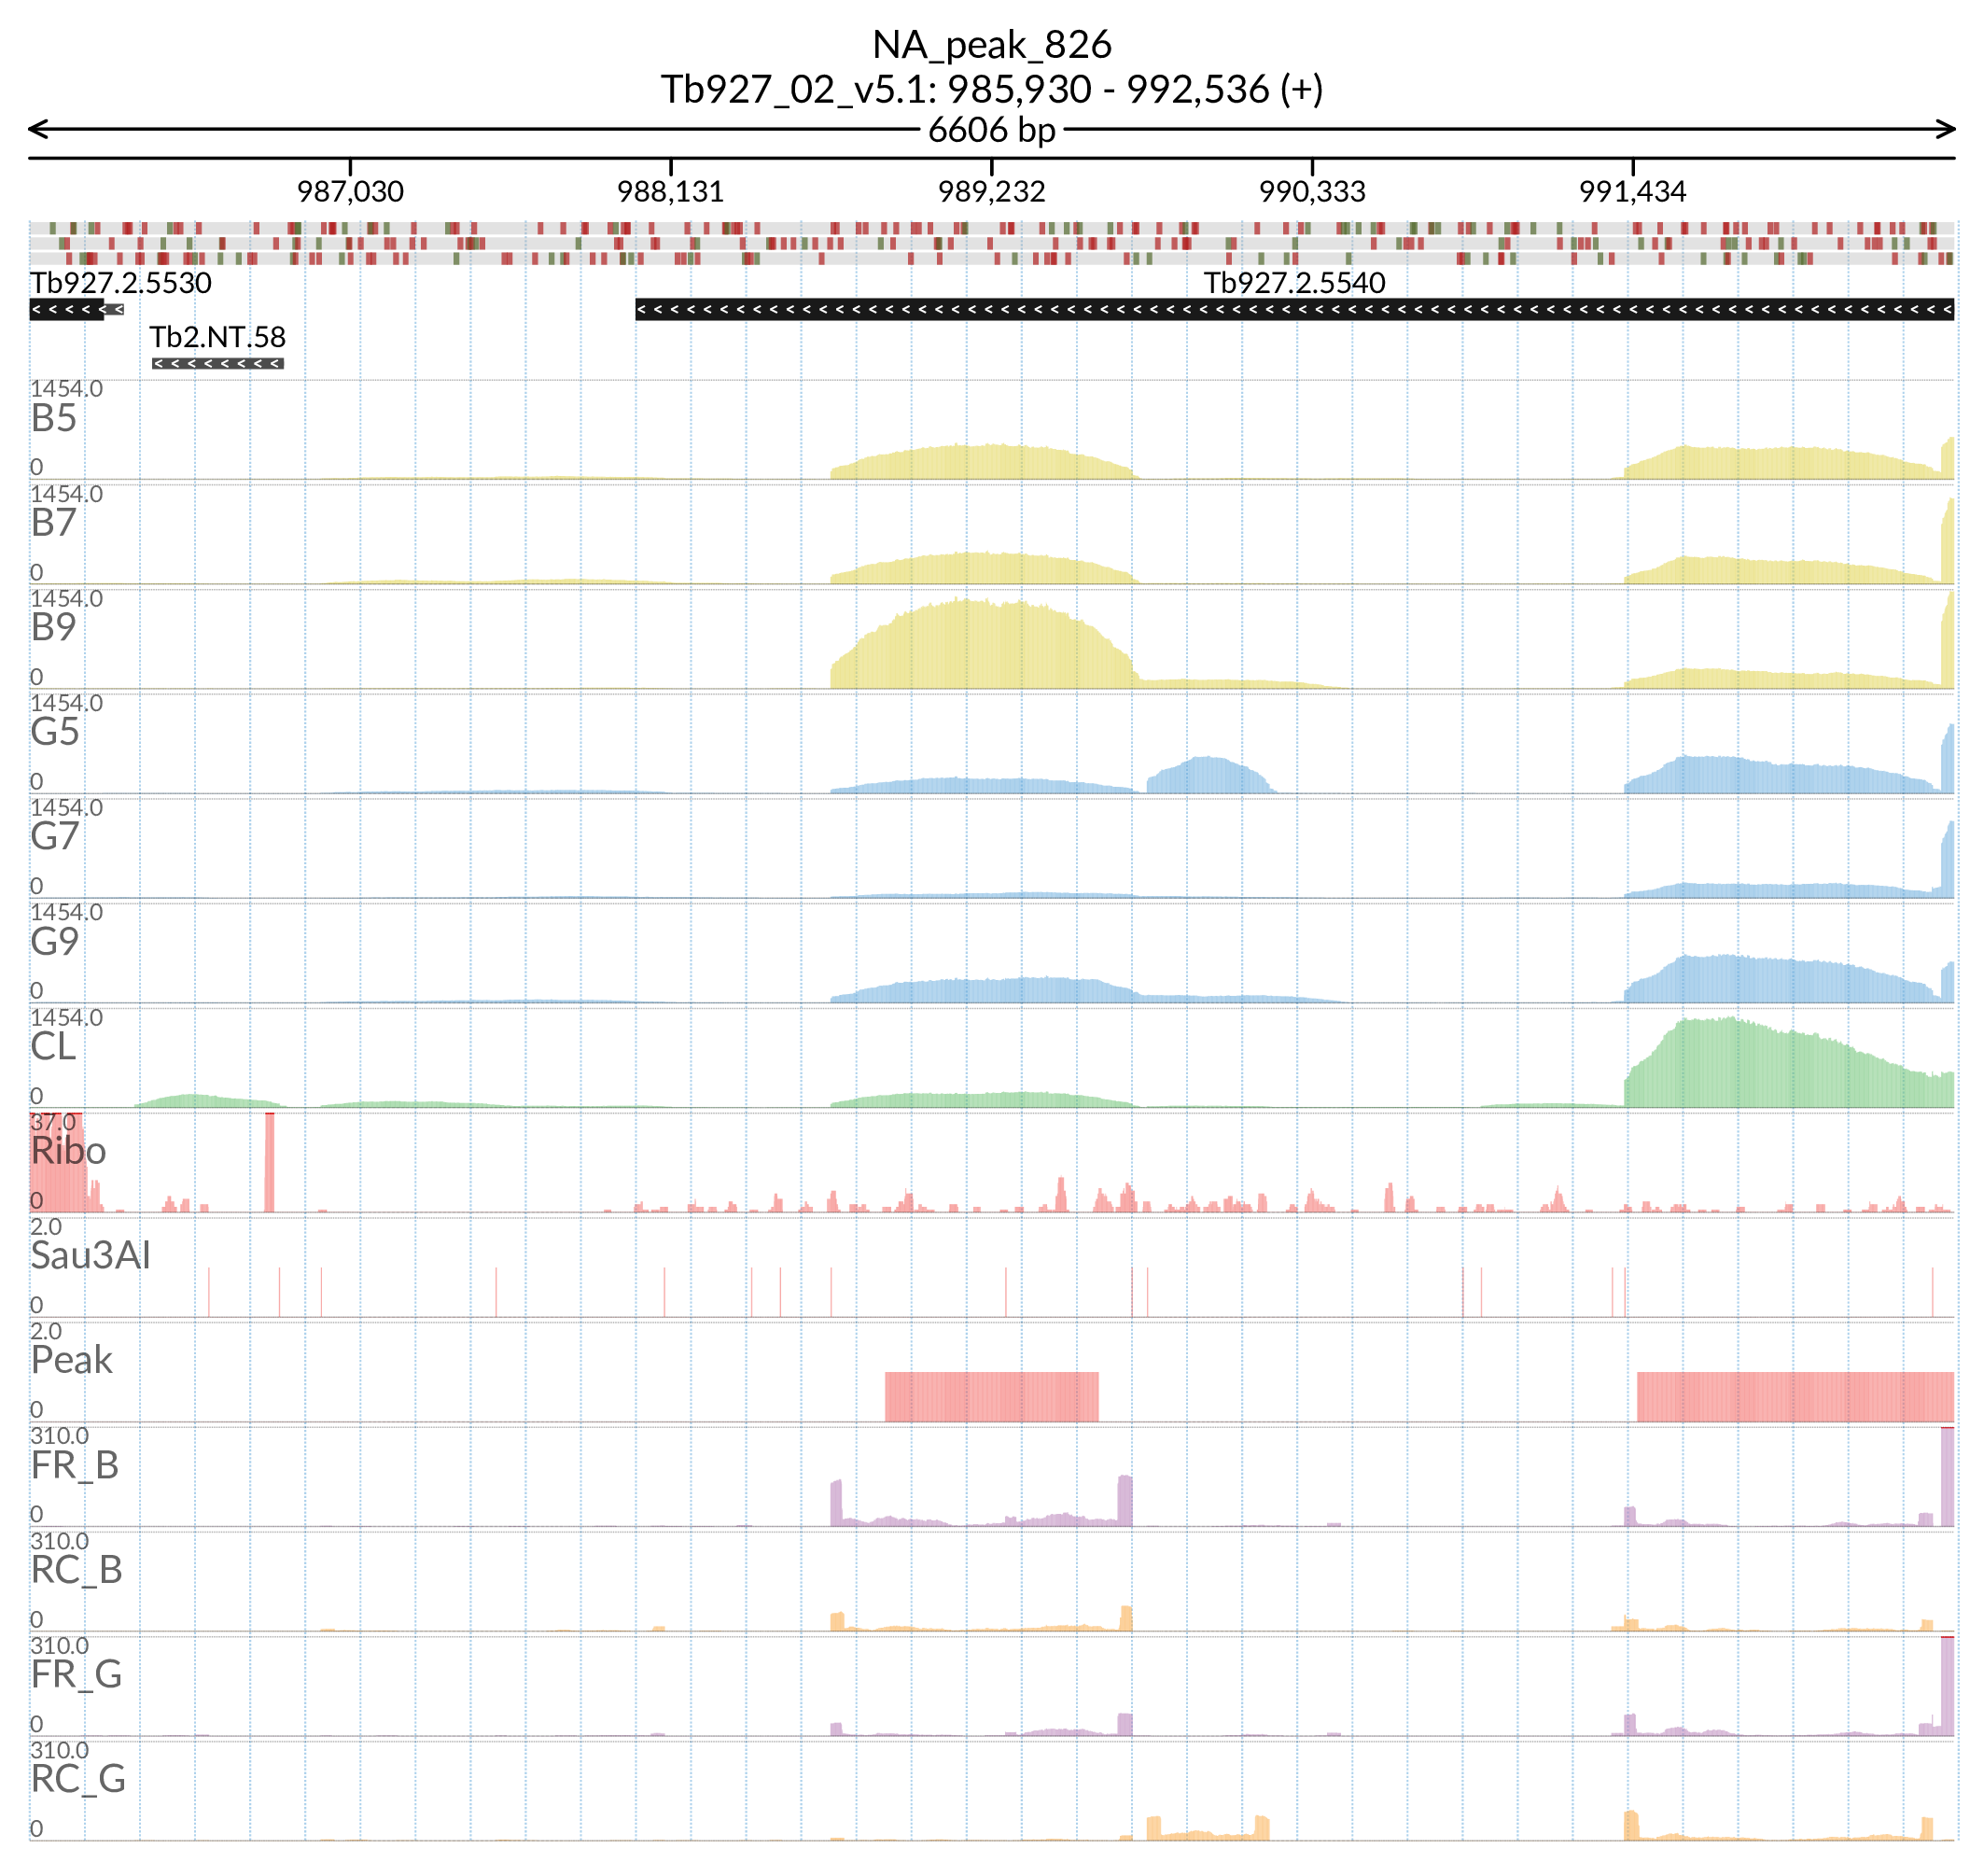 NA_peak_826
Tb927_02_v5.1: 985,930 - 992,536 (+)
6606 bp
987,030 988,131 989,232 990,333 991,434
Tb927.2.5530 Tb927.2.5540
Tb2.NT.58
1454.0
B5
0
1454.0
B7
0
1454.0
B9
0
1454.0
G5
0
1454.0
G7
0
1454.0
G9
0
1454.0
CL
0
37.0
Ribo
0
2.0
Sau3AI
0
2.0
Peak
0
310.0
FR_B
0
310.0
RC_B
0
310.0
FR_G
0
310.0
RC_G
0